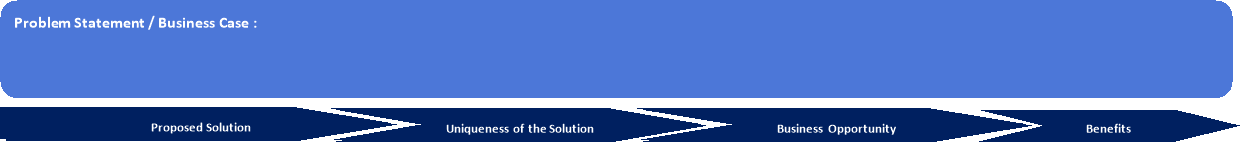 Problem Statement / Business Case :
Proposed Solution
Uniqueness of the Solution
Business Opportunity
Benefits